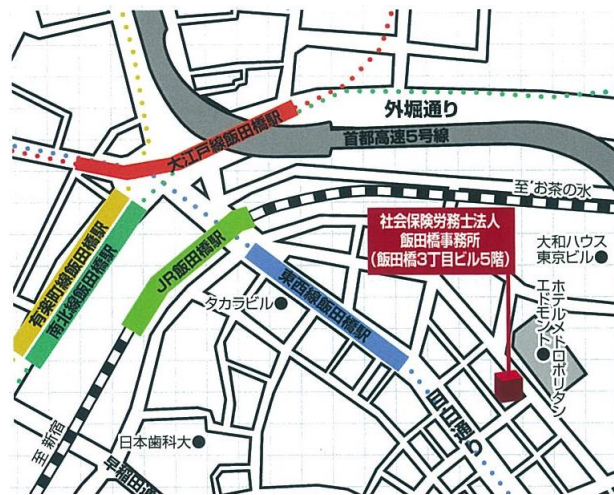 外堀通り
首都高速5号線
大江戸線飯田橋駅
至 お茶の水
社会保険労務士法人
飯田橋事務所
(飯田橋3丁目ビル5階)
大和ハウス
東京ビル
有楽町線飯田橋駅
南北線飯田橋駅
JR飯田橋駅
東西線飯田橋駅
タカラビル
ホテルメトロポリタン
エドモント
目白通り
日本歯科大
至 新宿
早稲田通